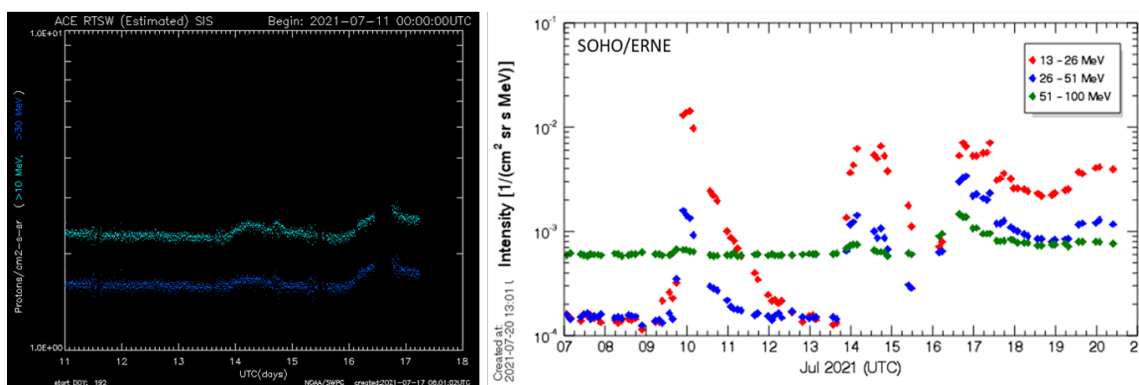 ACE RTSW (Estimated) SIS
Begin: 2021-07-11 00:00:00UTC
1.0E+01
Protons/cm2-s-sr ( >10 MeV, >30 MeV)
1.0E+00
11 12 13 14 15 16 17 18
UTC(days)
start DOY: 192
NOAA/SWPC created:2021-07-17 06:01:02UTC
SOHO/ERNE
13 - 26 MeV
26 - 51 MeV
51 - 100 MeV
Intensity [1/(cm² sr s MeV)]
10⁻¹
10⁻²
10⁻³
10⁻⁴
07 08 09 10 11 12 13 14 15 16 17 18 19 20 2
Jul 2021 (UTC)
Created at:
2021-07-20 13:01 U